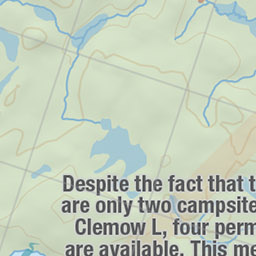 Despite the fact that t
are only two campsite
Clemow L, four perm
are available. This me